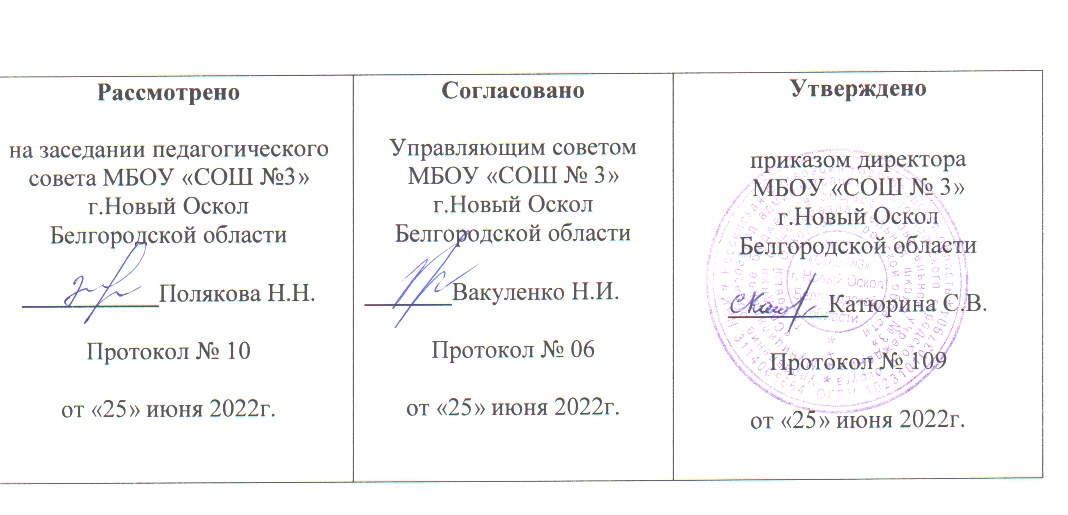 Рассмотрено
на заседании педагогического
совета МБОУ «СОШ №3»
г.Новый Оскол
Белгородской области
Полякова Н.Н.
Протокол № 10
от «25» июня 2022г.
Согласовано
Управляющим советом
МБОУ «СОШ № 3»
г.Новый Оскол
Белгородской области
Вакуленко Н.И.
Протокол № 06
от «25» июня 2022г.
Утверждено
приказом директора
МБОУ «СОШ № 3»
г.Новый Оскол
Белгородской области
Катюрина С.В.
Протокол № 109
от «25» июня 2022г.